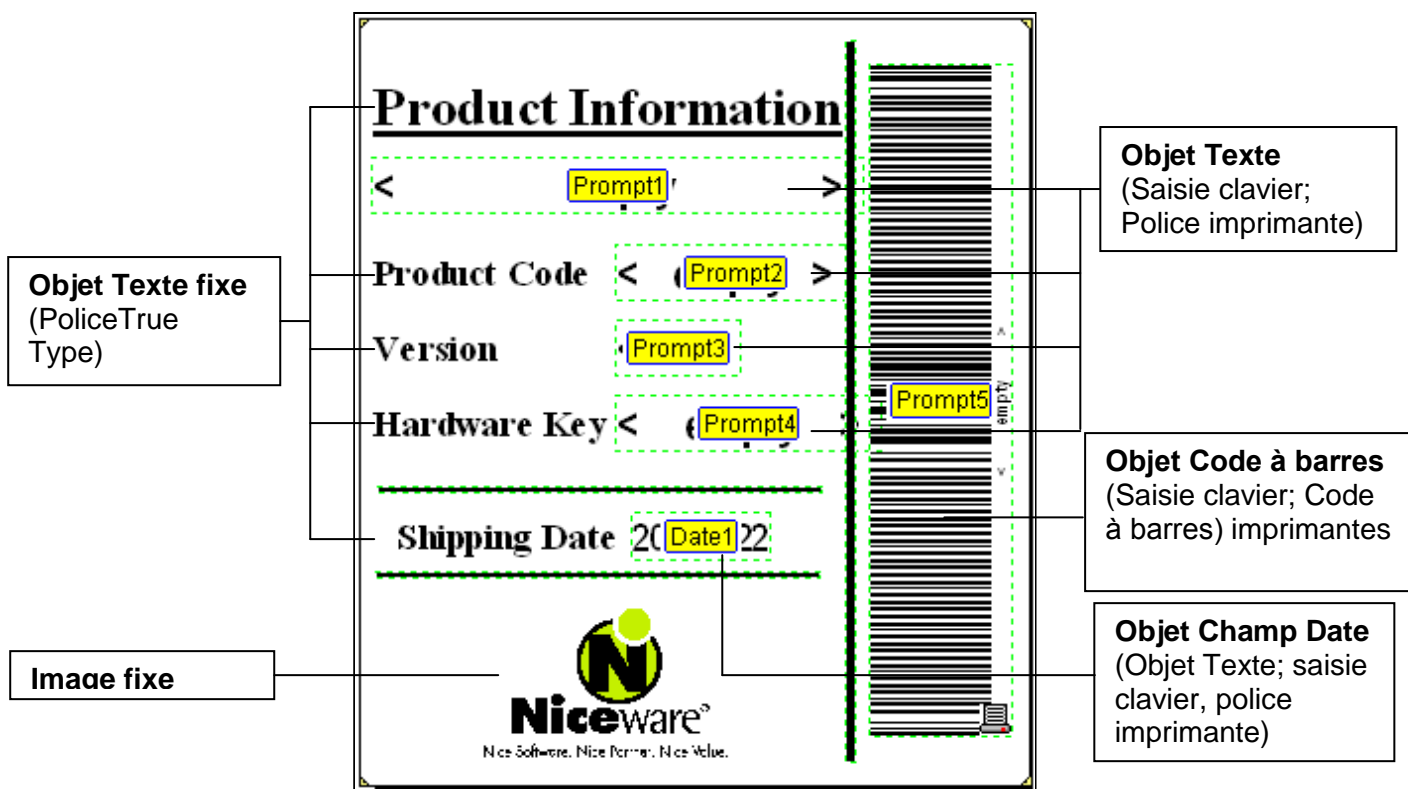 Product Information
< Prompt1 >
Product Code < Prompt2 >
Version Prompt3
Hardware Key < Prompt4
Shipping Date 20 Date1 22
Niceware®
Nice Software. Nice Partner. Nice Value.
Prompt5
< empty >
Objet Texte fixe
(PoliceTrue
Type)
Image fixe
Objet Texte
(Saisie clavier;
Police imprimante)
Objet Code à barres
(Saisie clavier; Code
à barres) imprimantes
Objet Champ Date
(Objet Texte; saisie
clavier, police
imprimante)